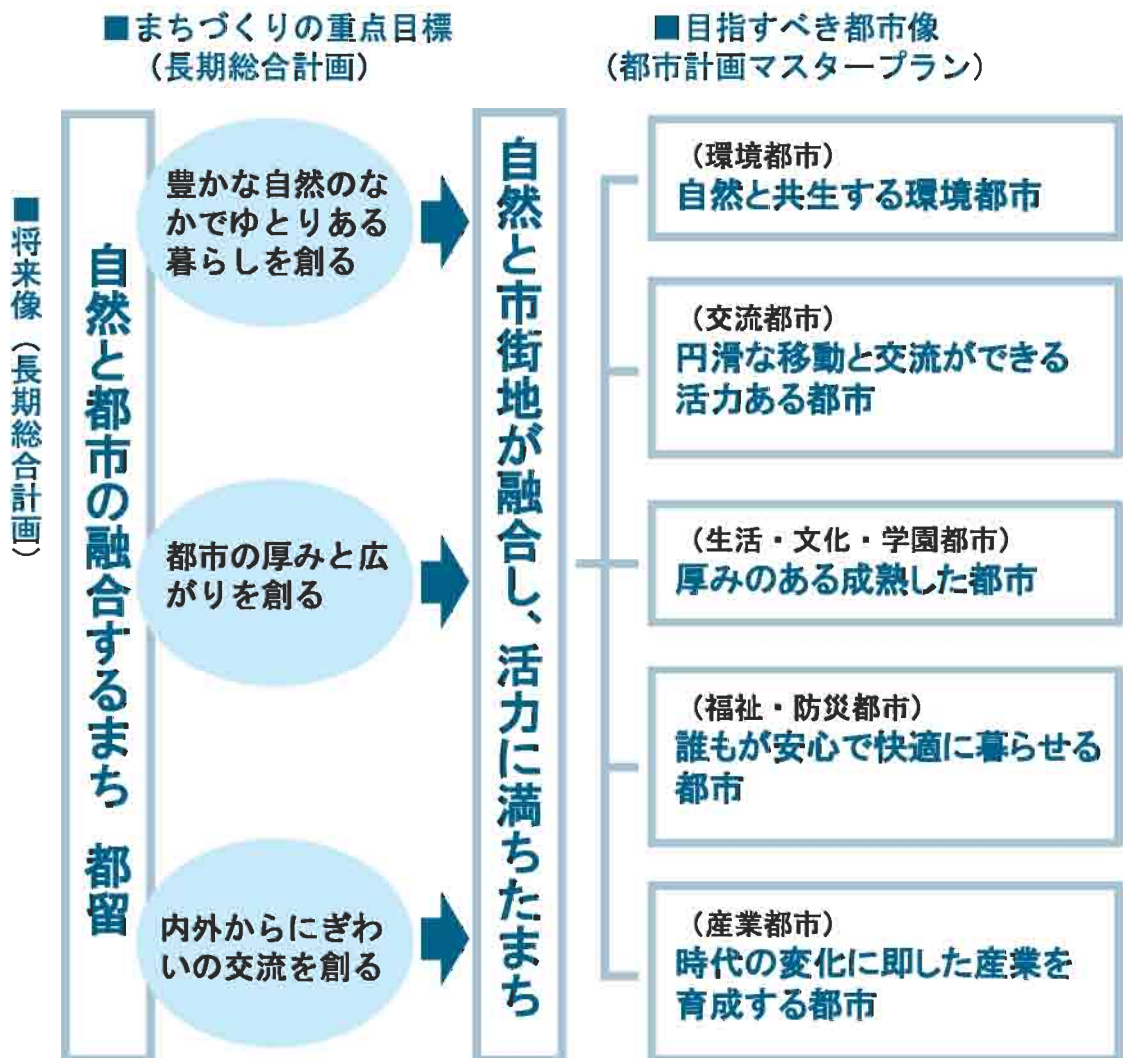 ■まちづくりの重点目標
（長期総合計画）
■目指すべき都市像
（都市計画マスタープラン）
■将来像（長期総合計画）
自然と都市の融合するまち　都留
豊かな自然のな
かでゆとりある
暮らしを創る
都市の厚みと広
がりを創る
内外からにぎわ
いの交流を創る
自然と市街地が融合し、活力に満ちたまち
（環境都市）
自然と共生する環境都市
（交流都市）
円滑な移動と交流ができる
活力ある都市
（生活・文化・学園都市）
厚みのある成熟した都市
（福祉・防災都市）
誰もが安心で快適に暮らせる
都市
（産業都市）
時代の変化に即した産業を
育成する都市